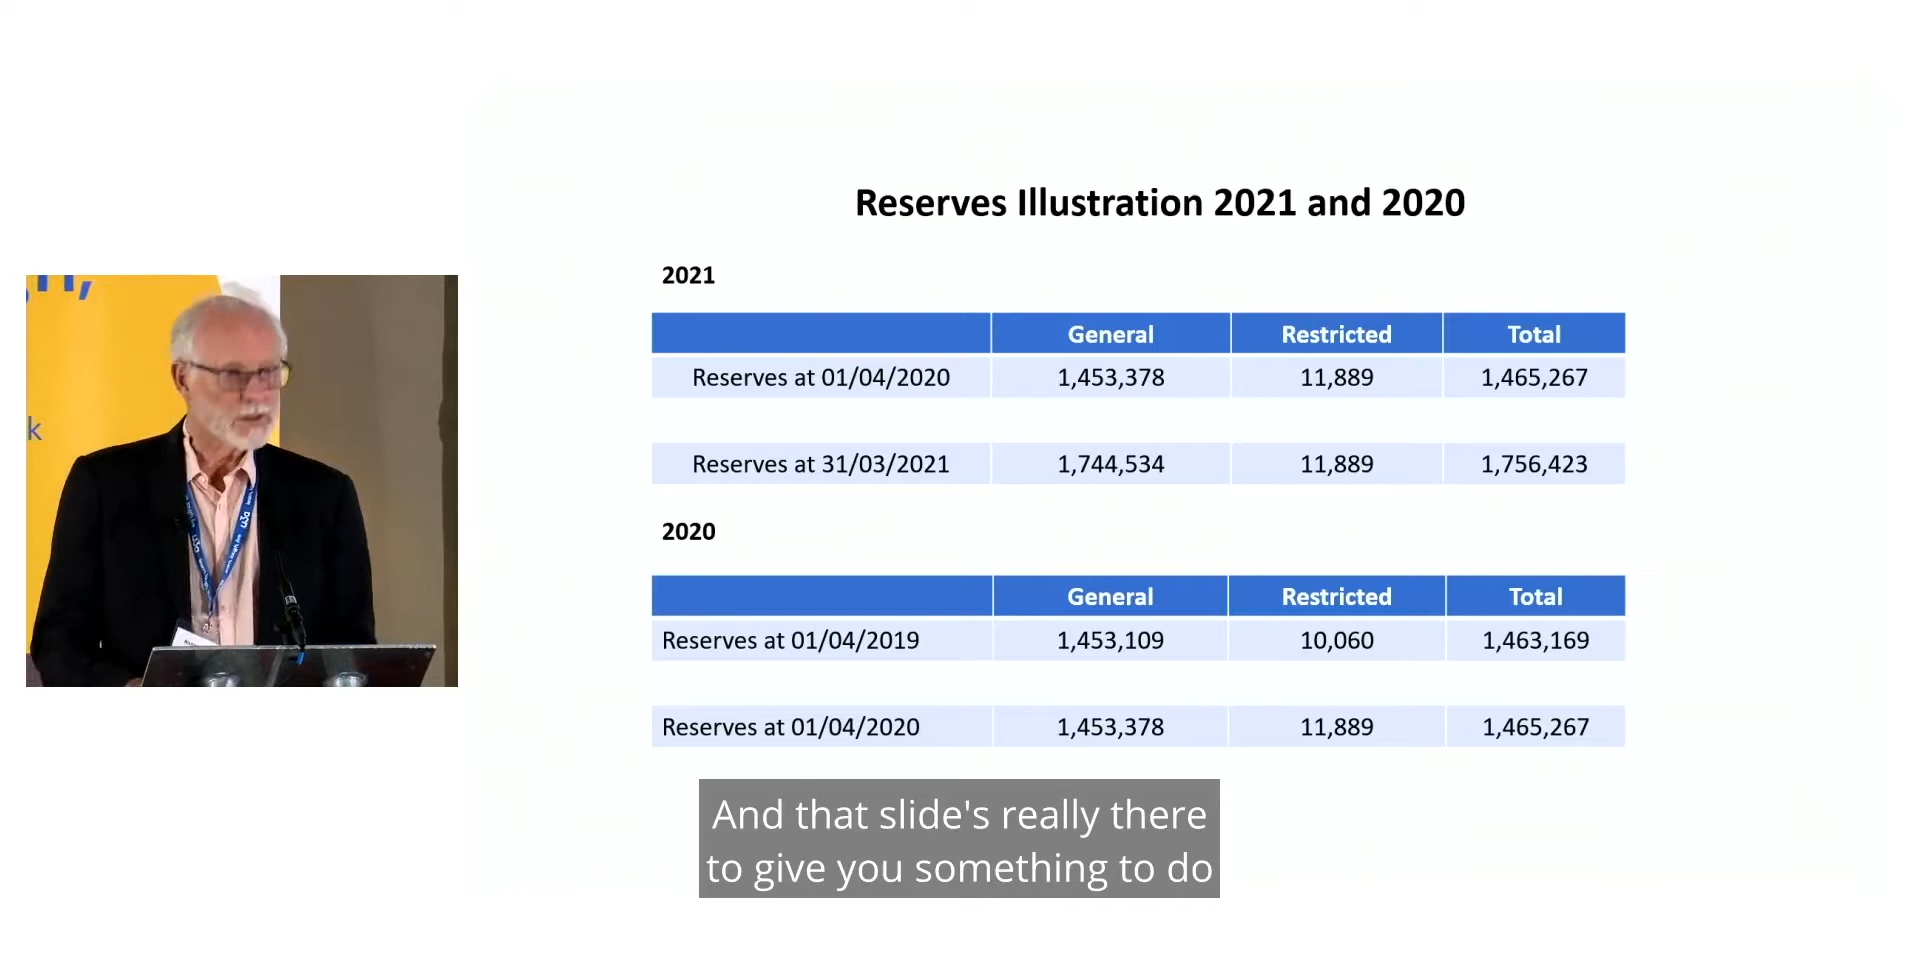 Reserves Illustration 2021 and 2020
2021
General Restricted Total
Reserves at 01/04/2020 1,453,378 11,889 1,465,267
Reserves at 31/03/2021 1,744,534 11,889 1,756,423
2020
General Restricted Total
Reserves at 01/04/2019 1,453,109 10,060 1,463,169
Reserves at 01/04/2020 1,453,378 11,889 1,465,267
k
u3a
u3a
And that slide's really there
to give you something to do